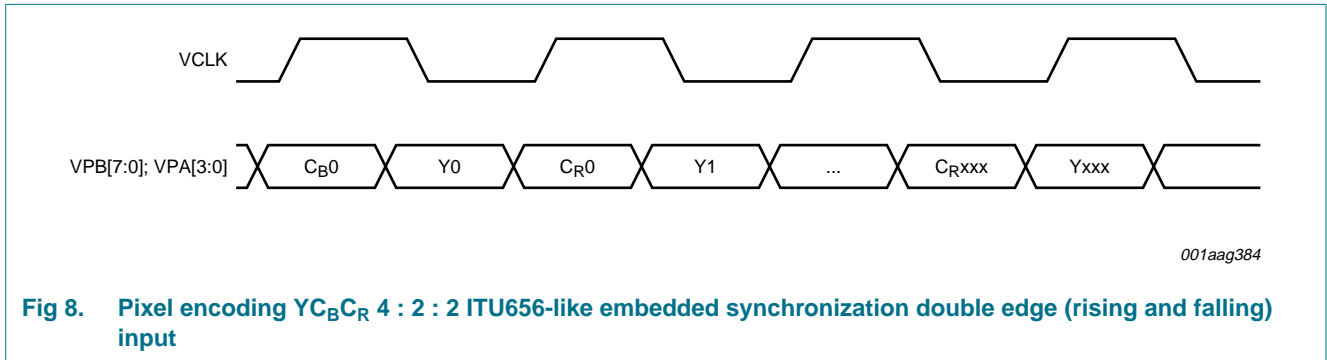 VCLK
VPB[7:0]; VPA[3:0] CB0 Y0 CR0 Y1 ... CRxxx Yxxx
001aag384
Fig 8. Pixel encoding YCBCR 4 : 2 : 2 ITU656-like embedded synchronization double edge (rising and falling)
input